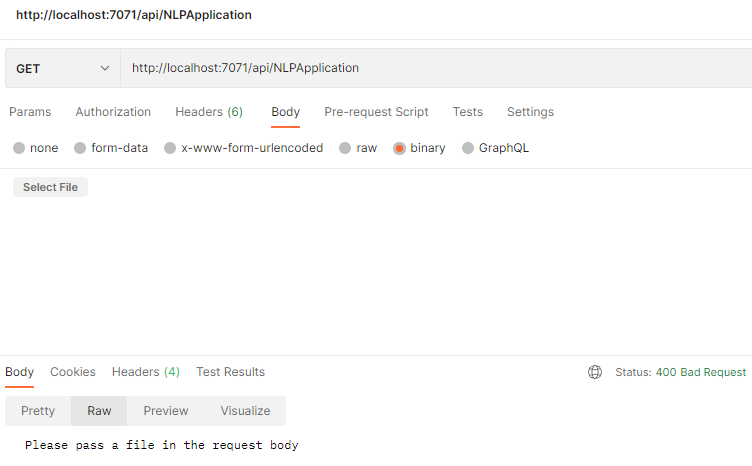 http://localhost:7071/api/NLPApplication
GET http://localhost:7071/api/NLPApplication
Params Authorization Headers (6) Body Pre-request Script Tests Settings
none form-data x-www-form-urlencoded raw binary GraphQL
Select File
Body Cookies Headers (4) Test Results Status: 400 Bad Request
Pretty Raw Preview Visualize
Please pass a file in the request body